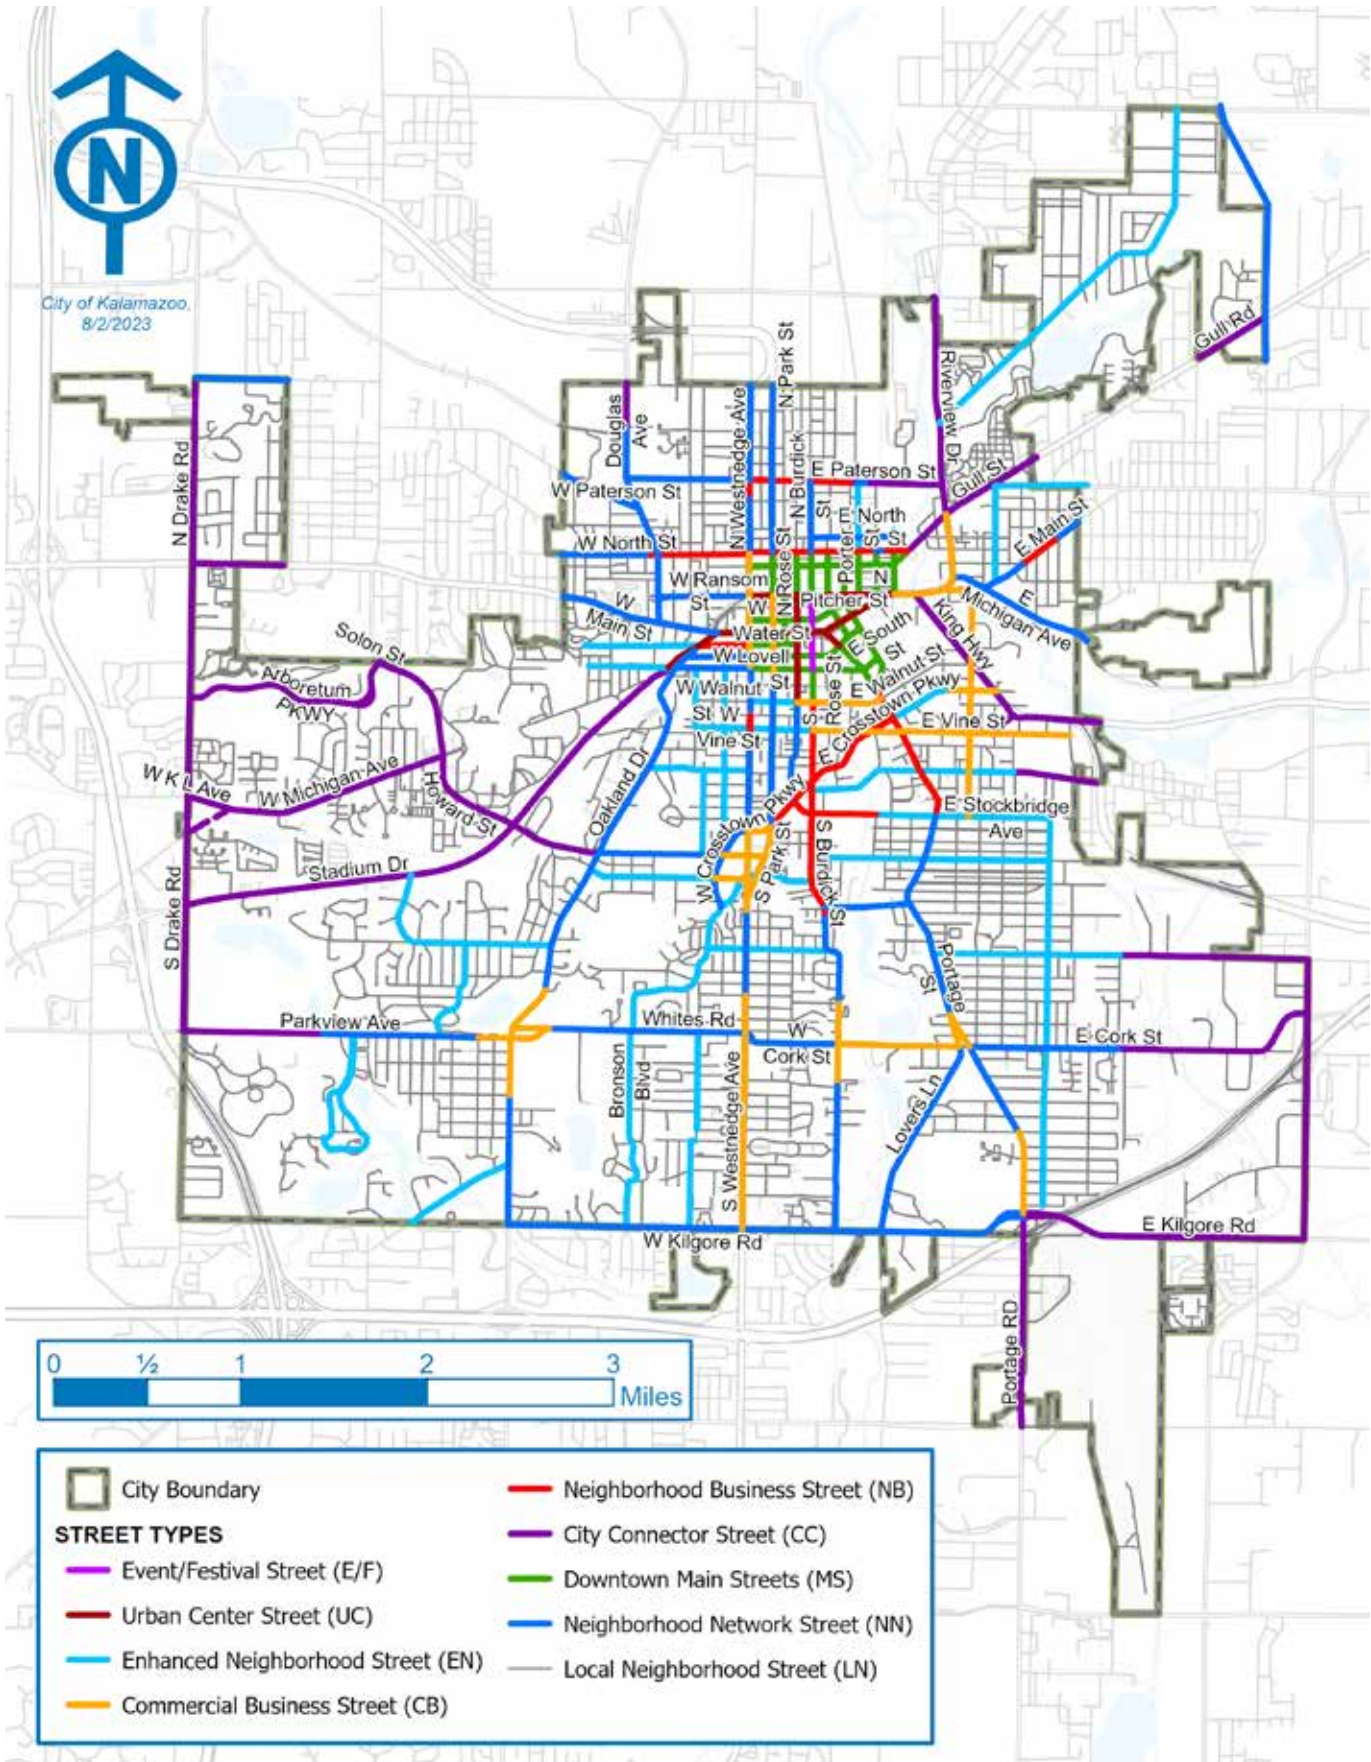 N
City of Kalamazoo,
8/2/2023
N Park St
Gull Rd
Riverview Dr
Douglas
Ave
N Westnedge Ave
N Burdick
St
N Drake Rd
E Paterson St
W Paterson St
Gull St
E North
St
Porter
St
E Main St
W North St
N Rose St
W Ransom
St
N
Pitcher St
W
Main St
W
Water St
E
Michigan Ave
King Hwy
E South
St
Solon St
W Lovell
St
Arboretum
PKWY
W Walnut
St
E Walnut St
S
Rose St
E Crosstown Pkwy
W
Vine St
E Vine St
W K L Ave
W Michigan Ave
Howard St
Oakland Dr
W Crosstown Pkwy
E Stockbridge
Ave
Stadium Dr
S Park St
S Burdick St
S Drake Rd
Portage
St
Parkview Ave
Whites Rd
W
Cork St
E Cork St
Bronson
Blvd
S Westnedge Ave
Lovers Ln
W Kilgore Rd
E Kilgore Rd
Portage RD
0 ½ 1 2 3
Miles
City Boundary
STREET TYPES
Event/Festival Street (E/F)
Urban Center Street (UC)
Enhanced Neighborhood Street (EN)
Commercial Business Street (CB)
Neighborhood Business Street (NB)
City Connector Street (CC)
Downtown Main Streets (MS)
Neighborhood Network Street (NN)
Local Neighborhood Street (LN)